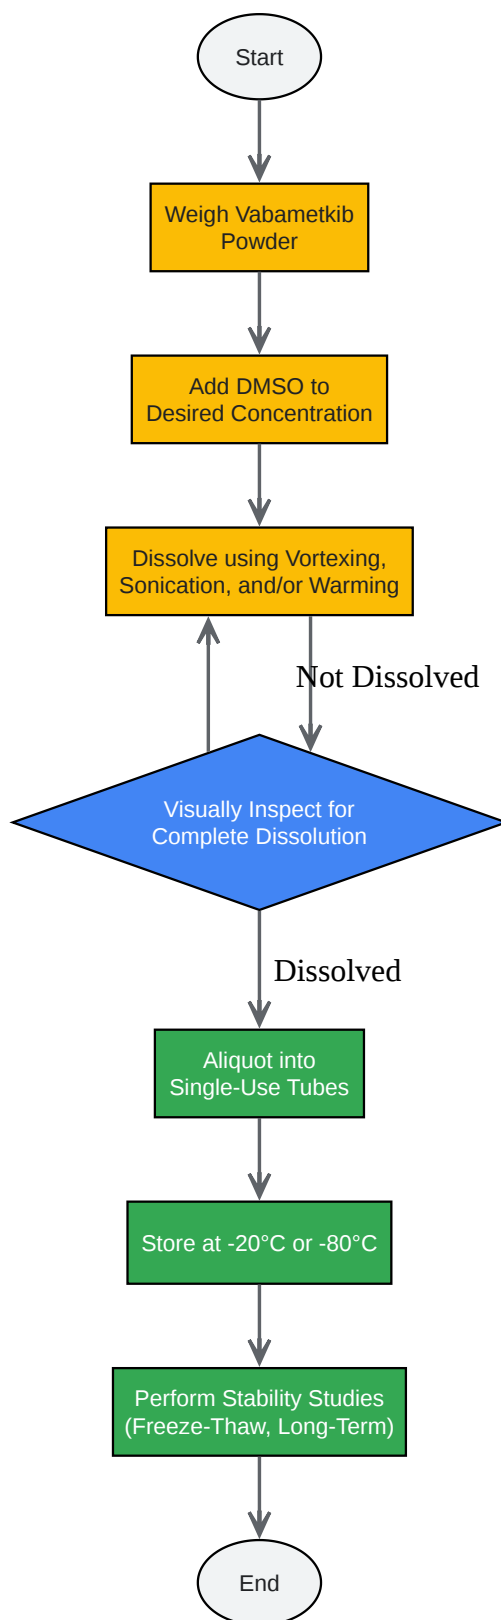 Start
Weigh Vabametkib
Powder
Add DMSO to
Desired Concentration
Dissolve using Vortexing,
Sonication, and/or Warming
Not Dissolved
Visually Inspect for
Complete Dissolution
Dissolved
Aliquot into
Single-Use Tubes
Store at -20°C or -80°C
Perform Stability Studies
(Freeze-Thaw, Long-Term)
End